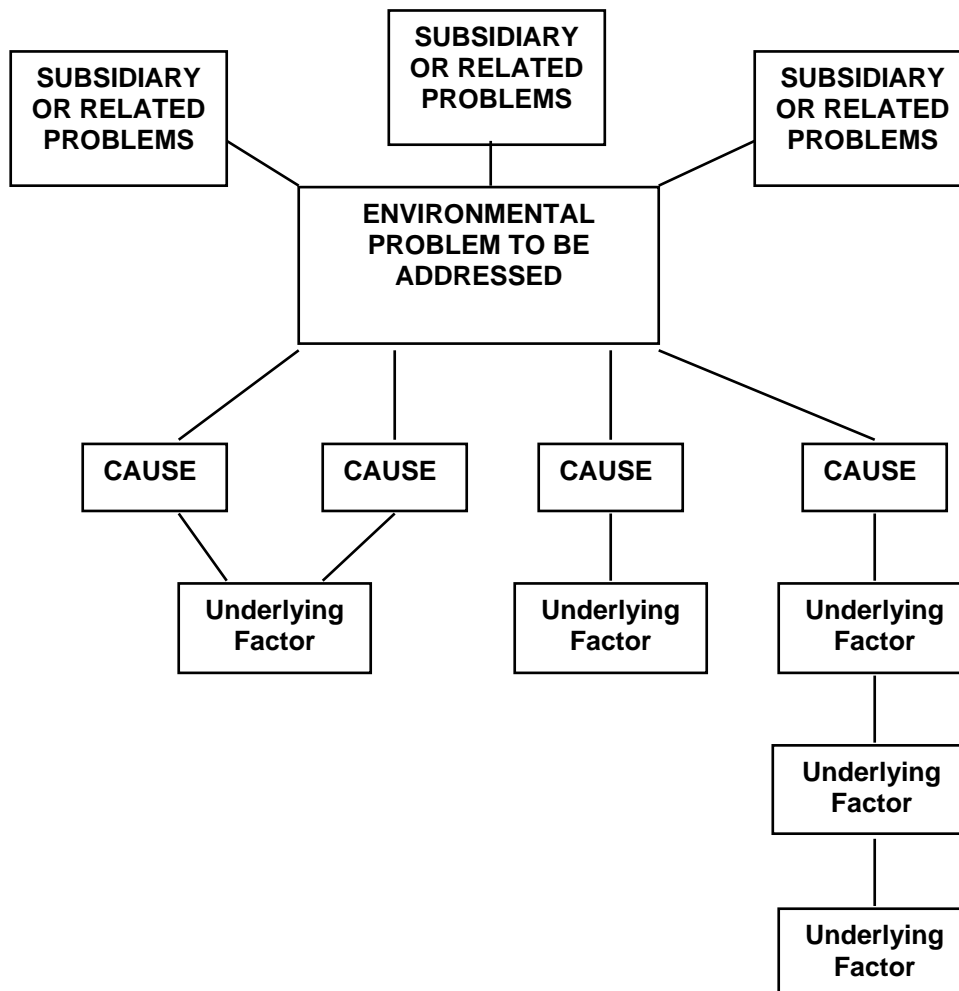 SUBSIDIARY
OR RELATED
PROBLEMS
SUBSIDIARY
OR RELATED
PROBLEMS
SUBSIDIARY
OR RELATED
PROBLEMS
ENVIRONMENTAL
PROBLEM TO BE
ADDRESSED
CAUSE
CAUSE
CAUSE
CAUSE
Underlying
Factor
Underlying
Factor
Underlying
Factor
Underlying
Factor
Underlying
Factor